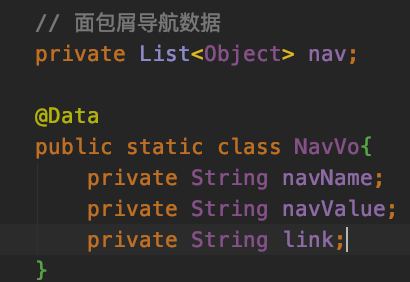 // 面包屑导航数据
private List<Object> nav;
@Data
public static class NavVo{
private String navName;
private String navValue;
private String link;
}